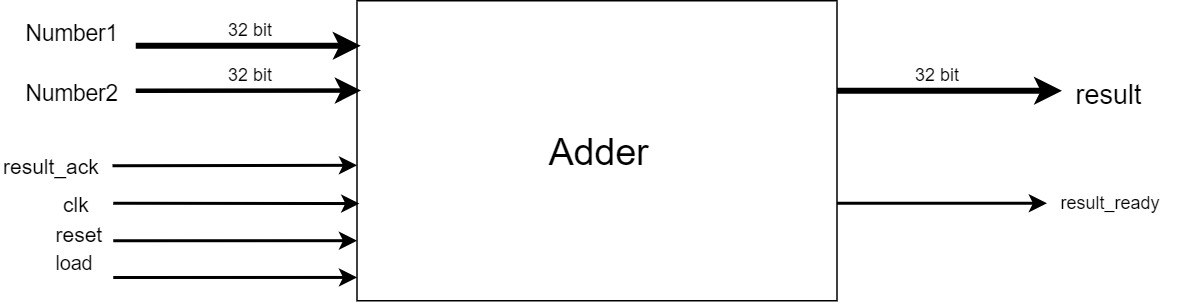 Number1
32 bit
Number2
32 bit
result_ack
clk
reset
load
Adder
32 bit
result
result_ready